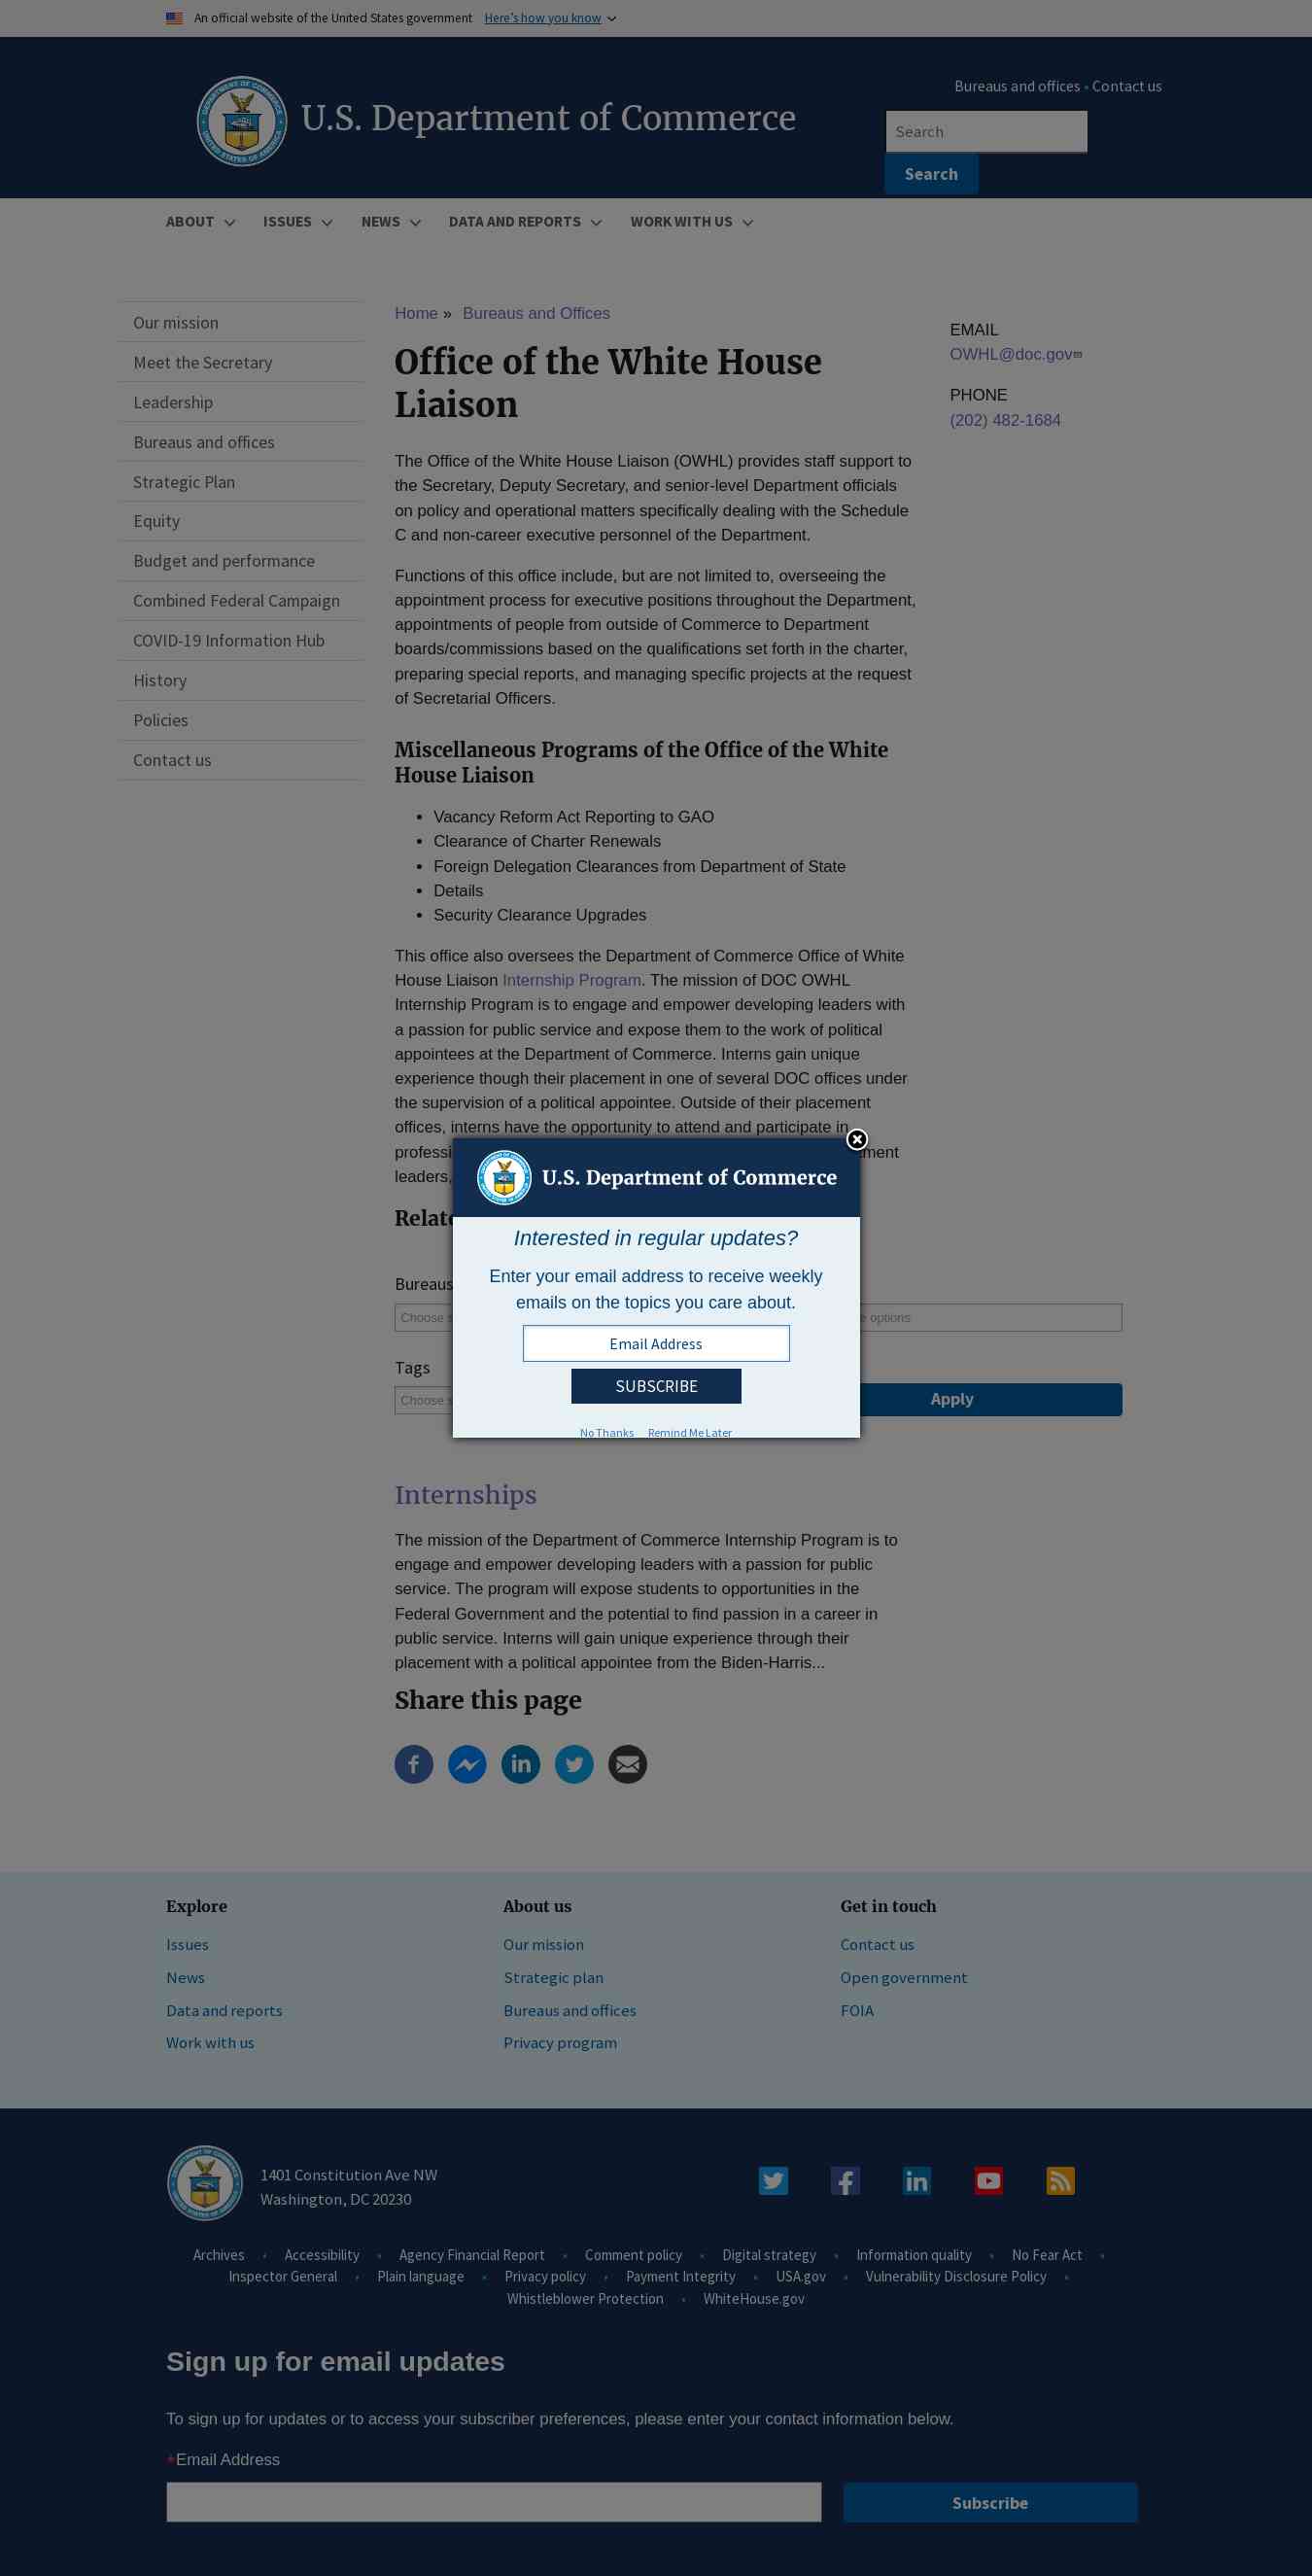 An official website of the United States government Here's how you know
Bureaus and offices • Contact us
U.S. Department of Commerce
Search
Search
ABOUT ISSUES NEWS DATA AND REPORTS WORK WITH US
Our mission
Meet the Secretary
Leadership
Bureaus and offices
Strategic Plan
Equity
Budget and performance
Combined Federal Campaign
COVID-19 Information Hub
History
Policies
Contact us
Home » Bureaus and Offices
Office of the White House
Liaison
The Office of the White House Liaison (OWHL) provides staff support to
the Secretary, Deputy Secretary, and senior-level Department officials
on policy and operational matters specifically dealing with the Schedule
C and non-career executive personnel of the Department.
Functions of this office include, but are not limited to, overseeing the
appointment process for executive positions throughout the Department,
appointments of people from outside of Commerce to Department
boards/commissions based on the qualifications set forth in the charter,
preparing special reports, and managing specific projects at the request
of Secretarial Officers.
Miscellaneous Programs of the Office of the White
House Liaison
• Vacancy Reform Act Reporting to GAO
• Clearance of Charter Renewals
• Foreign Delegation Clearances from Department of State
• Details
• Security Clearance Upgrades
This office also oversees the Department of Commerce Office of White
House Liaison Internship Program. The mission of DOC OWHL
Internship Program is to engage and empower developing leaders with
a passion for public service and expose them to the work of political
appointees at the Department of Commerce. Interns gain unique
experience though their placement in one of several DOC offices under
the supervision of a political appointee. Outside of their placement
offices, interns have the opportunity to attend and participate in
leaders,
EMAIL
OWHL@doc.gov
PHONE
(202) 482-1684
Bureaus
Choose
options
Tags
Choose
Apply
U.S. Department of Commerce
Interested in regular updates?
Enter your email address to receive weekly
emails on the topics you care about.
Email Address
SUBSCRIBE
No Thanks Remind Me Later
Internships
The mission of the Department of Commerce Internship Program is to
engage and empower developing leaders with a passion for public
service. The program will expose students to opportunities in the
Federal Government and the potential to find passion in a career in
public service. Interns will gain unique experience through their
placement with a political appointee from the Biden-Harris...
Share this page
Explore
Issues
News
Data and reports
Work with us
About us
Our mission
Strategic plan
Bureaus and offices
Privacy program
Get in touch
Contact us
Open government
FOIA
1401 Constitution Ave NW
Washington, DC 20230
Archives • Accessibility • Agency Financial Report • Comment policy • Digital strategy • Information quality • No Fear Act •
Inspector General • Plain language • Privacy policy • Payment Integrity • USA.gov • Vulnerability Disclosure Policy •
Whistleblower Protection • WhiteHouse.gov
Sign up for email updates
To sign up for updates or to access your subscriber preferences, please enter your contact information below.
*Email Address
Subscribe